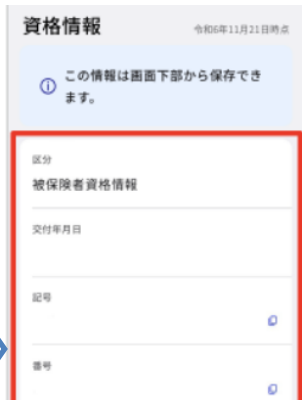 資格情報
令和6年11月21日時点
この情報は画面下部から保存でき
ます。
区分
被保険者資格情報
交付年月日
記号
番号